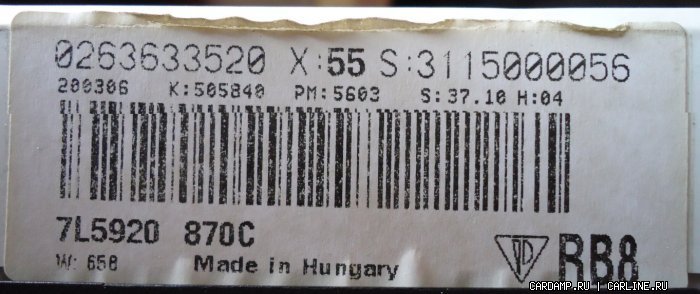 0263633520 X:55 S:3115000056
200306 K:505840 PM:5603 S:37.10 H:04
7L5920 870C
W: 658 Made in Hungary RB8
CARDAMP.RU | CARLINE.RU